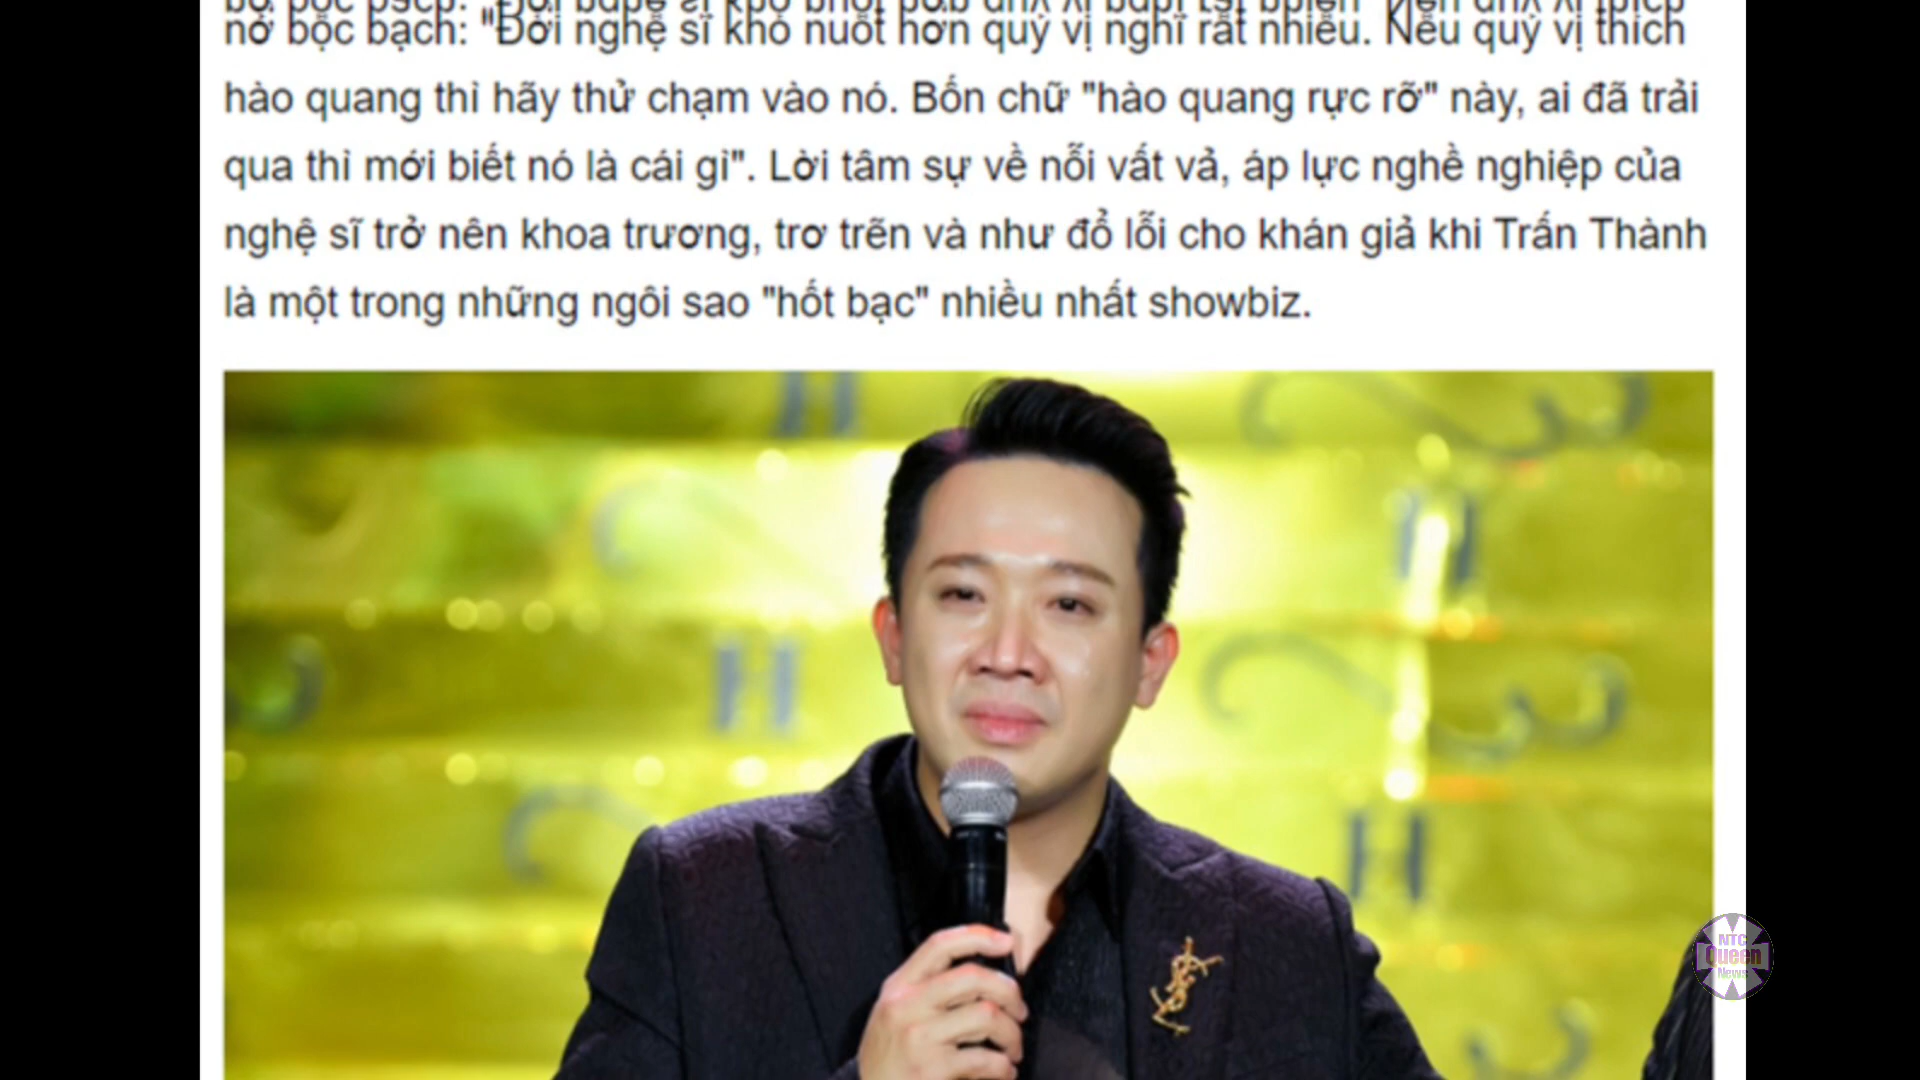 nở bộc bạch: "Đời nghệ sĩ khó nuốt hơn quý vị nghĩ rất nhiều. Nếu quý vị thích
hào quang thì hãy thử chạm vào nó. Bốn chữ "hào quang rực rỡ" này, ai đã trải
qua thì mới biết nó là cái gì". Lời tâm sự về nỗi vất vả, áp lực nghề nghiệp của
nghệ sĩ trở nên khoa trương, trơ trẽn và như đổ lỗi cho khán giả khi Trấn Thành
là một trong những ngôi sao "hốt bạc" nhiều nhất showbiz.
NTC
Queen
News